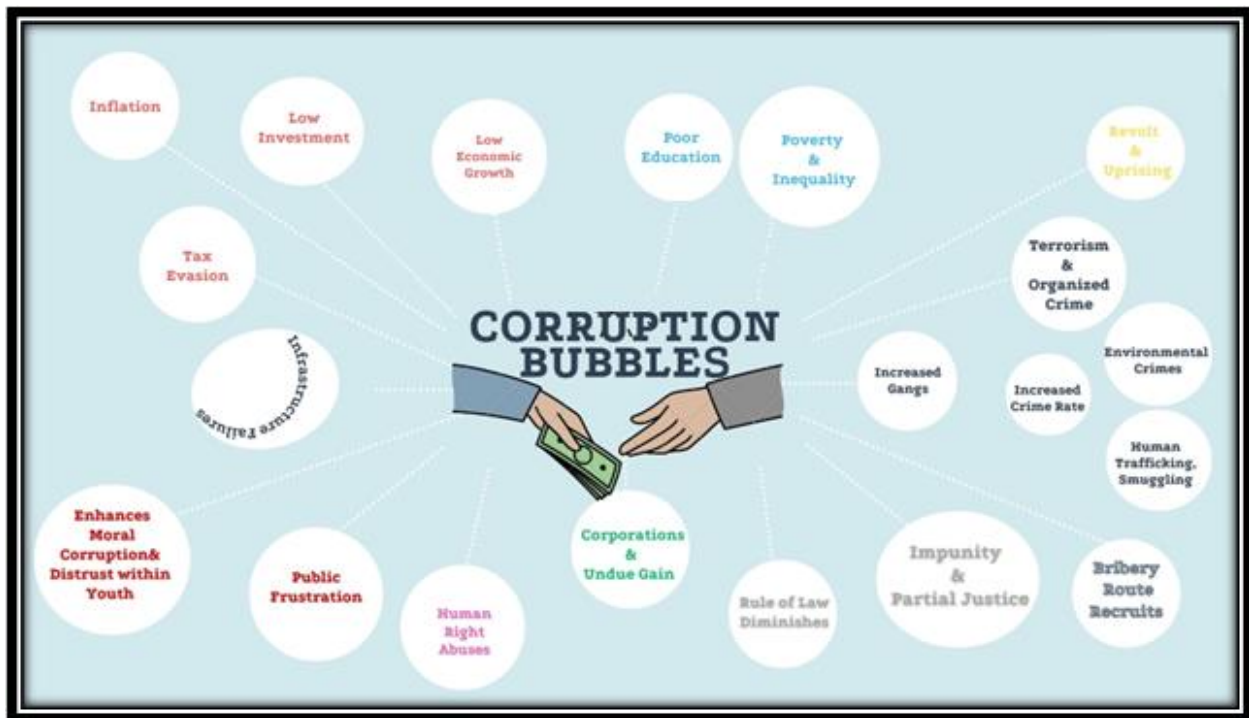 Inflation
Low
Investment
Low
Economic
Growth
Poor
Education
Poverty
&
Inequality
Revolt
&
Uprising
Tax
Evasion
Terrorism
&
Organized
Crime
CORRUPTION
BUBBLES
Infrastructure Failures
Increased
Gangs
Increased
Crime Rate
Environmental
Crimes
Human
Trafficking,
Smuggling
Enhances
Moral
Corruption&
Distrust within
Youth
Public
Frustration
Human
Right
Abuses
Corporations
&
Undue Gain
Rule of Law
Diminishes
Impunity
&
Partial Justice
Bribery
Route
Recruits